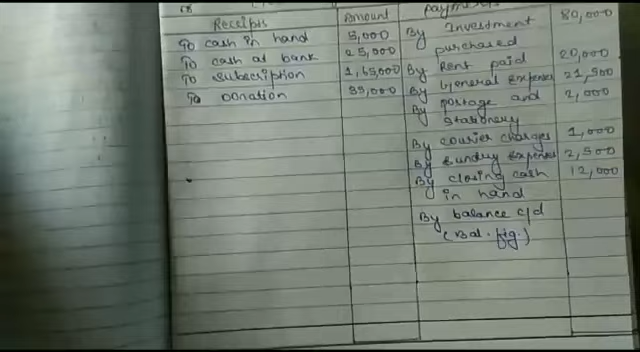 Receipts Amount payments
To cash in hand 5,000 By Investment 80,000
To cash at bank 25,000 purchased
To subscription 1,65,000 By Rent paid 20,000
To Donation 35,000 By General Expenses 21,500
By postage and 2,000
stationery
By courier charges 1,000
By sundry Expenses 2,500
By closing cash 12,000
in hand
By balance c/d
(Bal. fig.)